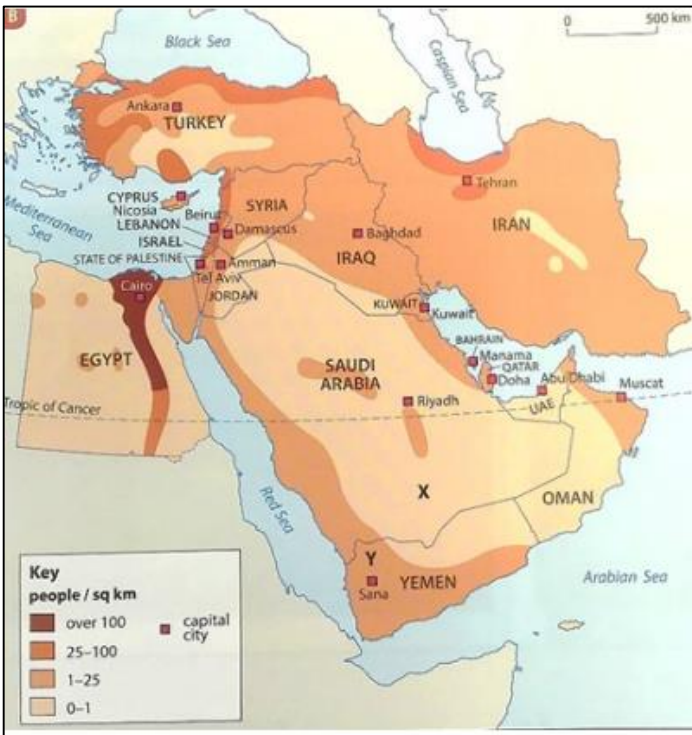 B
Black Sea
0 500 km
Caspian Sea
Ankara
TURKEY
Tehran
CYPRUS
Nicosia
Mediterranean
Sea
Beirut
SYRIA
LEBANON
Damascus
Baghdad
IRAN
ISRAEL
IRAQ
STATE OF PALESTINE
Amman
Tel Aviv
JORDAN
Cairo
KUWAIT
Kuwait
BAHRAIN
Manama
EGYPT
SAUDI
ARABIA
QATAR
Doha
Abu Dhabi
Muscat
Riyadh
UAE
Tropic of Cancer
X
OMAN
Red Sea
Y
YEMEN
Sana
Arabian Sea
Key
people / sq km
over 100
capital
city
25–100
1–25
0–1